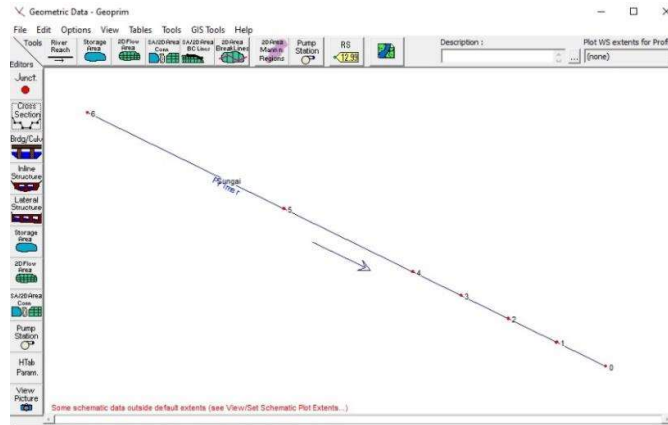 Geometric Data - Geoprim
File Edit Options View Tables Tools GIS Tools Help
Tools
Editors
River Reach
Storage Area
2D Flow Area
SA/2D Area Conn
SA/2D Area BC Lines
2D Area Break Lines
2D Area Mann n Regions
Pump Station
RS
12.99
Description :
...
Plot WS extents for Profi
(none)
Junct.
Cross Section
Brdg/Culv
Inline Structure
Lateral Structure
Storage Area
2D Flow Area
SA/2D Area Conn
Pump Station
HTab Param.
View Picture
6
5
4
3
2
1
0
Some schematic data outside default extents (see View/Set Schematic Plot Extents...)